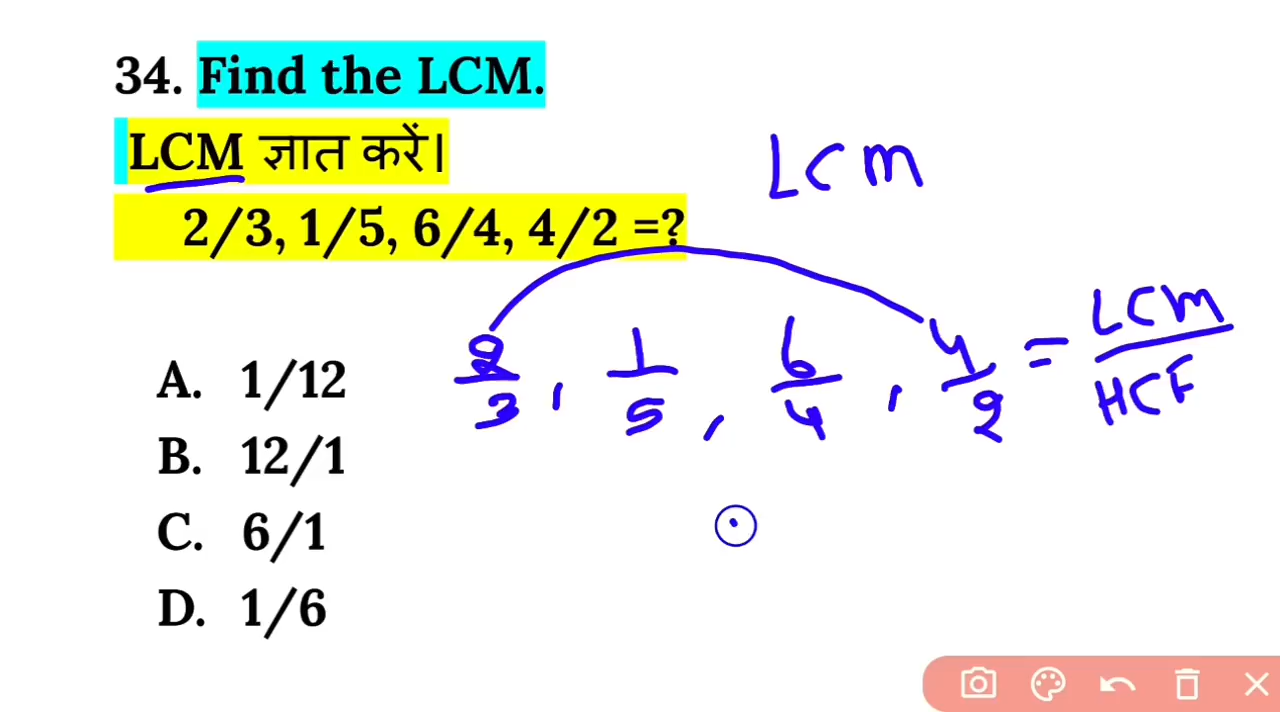 34. Find the LCM.
LCM ज्ञात करें।
2/3, 1/5, 6/4, 4/2 =?
LCM
2/3, 1/5, 6/4, 4/2 = LCM/HCF
A. 1/12
B. 12/1
C. 6/1
D. 1/6